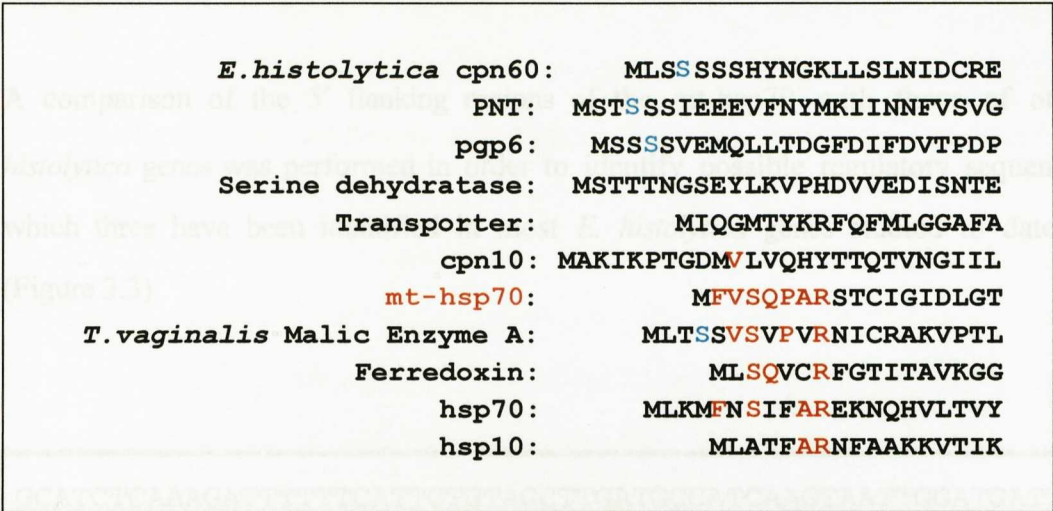 E.histolytica cpn60: MLSSSSSHYNGKLLSLNIDCRE
PNT: MSTSSSIEEEVFNYMKIINNFVSVG
pgp6: MSSSSVEMQLLTDGFDIFDVTPDP
Serine dehydratase: MSTTTNGSEYLKVPHDVVEDISNTE
Transporter: MIQGMTYKRFQFMLGGAFA
cpn10: MAKIKPTGDMVLVQHYTTQTVNGIIL
mt-hsp70: MFVSQPARSTCIGIDLGT
T.vaginalis Malic Enzyme A: MLTSSVSVPVRNICRAKVPTL
Ferredoxin: MLSQVCRFGTITAVKGG
hsp70: MLKMFNSIFAREKNQHVLTVY
hsp10: MLATFARNFAAKKVTIK